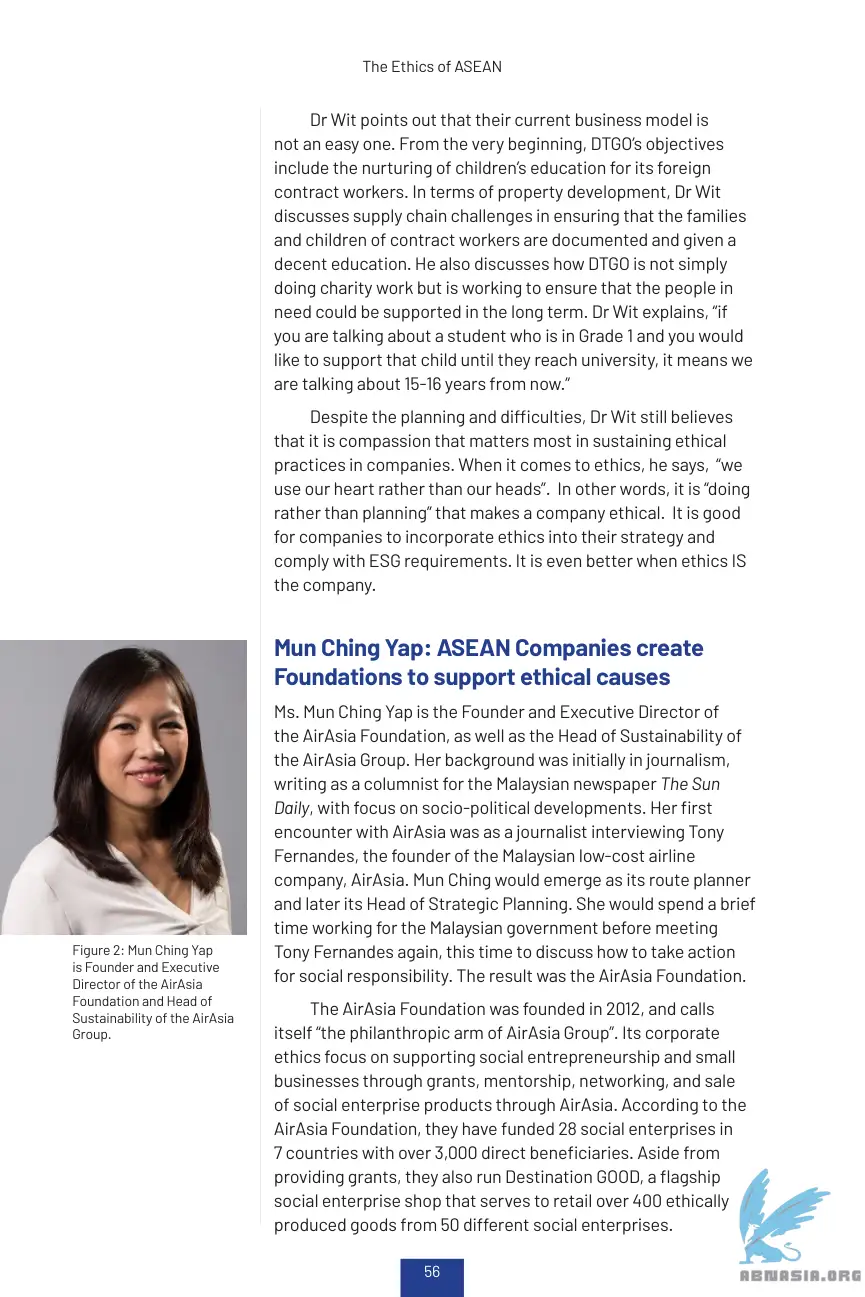 The Ethics of ASEAN
Dr Wit points out that their current business model is
not an easy one. From the very beginning, DTGO’s objectives
include the nurturing of children’s education for its foreign
contract workers. In terms of property development, Dr Wit
discusses supply chain challenges in ensuring that the families
and children of contract workers are documented and given a
decent education. He also discusses how DTGO is not simply
doing charity work but is working to ensure that the people in
need could be supported in the long term. Dr Wit explains, “if
you are talking about a student who is in Grade 1 and you would
like to support that child until they reach university, it means we
are talking about 15-16 years from now.”
Despite the planning and difficulties, Dr Wit still believes
that it is compassion that matters most in sustaining ethical
practices in companies. When it comes to ethics, he says, “we
use our heart rather than our heads”. In other words, it is “doing
rather than planning” that makes a company ethical. It is good
for companies to incorporate ethics into their strategy and
comply with ESG requirements. It is even better when ethics IS
the company.
Mun Ching Yap: ASEAN Companies create
Foundations to support ethical causes
Ms. Mun Ching Yap is the Founder and Executive Director of
the AirAsia Foundation, as well as the Head of Sustainability of
the AirAsia Group. Her background was initially in journalism,
writing as a columnist for the Malaysian newspaper The Sun
Daily, with focus on socio-political developments. Her first
encounter with AirAsia was as a journalist interviewing Tony
Fernandes, the founder of the Malaysian low-cost airline
company, AirAsia. Mun Ching would emerge as its route planner
and later its Head of Strategic Planning. She would spend a brief
time working for the Malaysian government before meeting
Tony Fernandes again, this time to discuss how to take action
for social responsibility. The result was the AirAsia Foundation.
The AirAsia Foundation was founded in 2012, and calls
itself “the philanthropic arm of AirAsia Group”. Its corporate
ethics focus on supporting social entrepreneurship and small
businesses through grants, mentorship, networking, and sale
of social enterprise products through AirAsia. According to the
AirAsia Foundation, they have funded 28 social enterprises in
7 countries with over 3,000 direct beneficiaries. Aside from
providing grants, they also run Destination GOOD, a flagship
social enterprise shop that serves to retail over 400 ethically
produced goods from 50 different social enterprises.
Figure 2: Mun Ching Yap
is Founder and Executive
Director of the AirAsia
Foundation and Head of
Sustainability of the AirAsia
Group.
56
ABNASIA.ORG